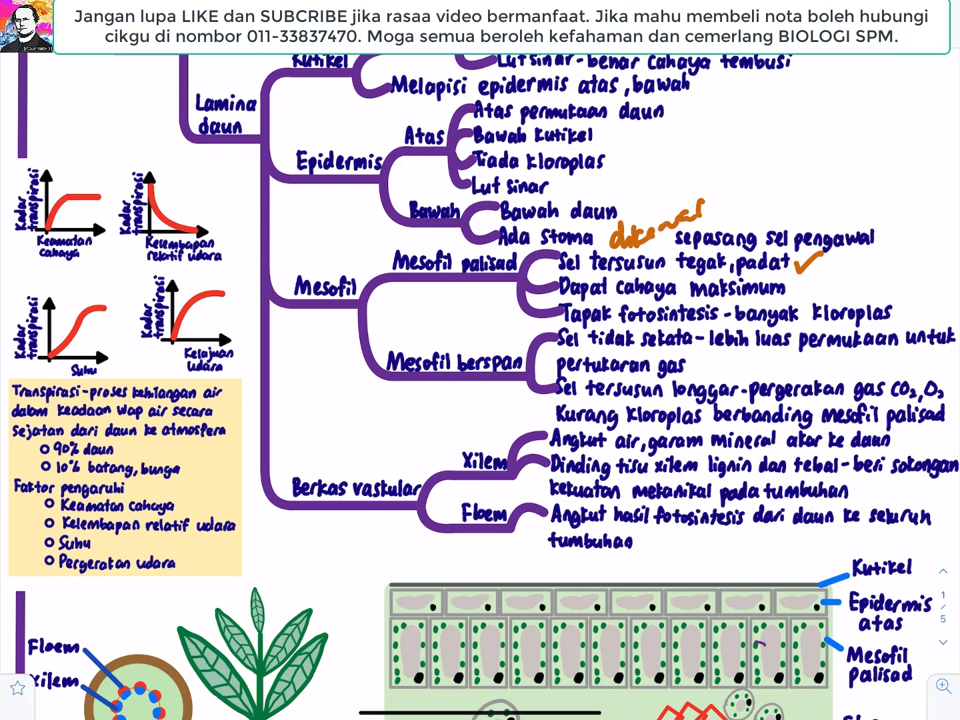 Jangan lupa LIKE dan SUBCRIBE jika rasaa video bermanfaat. Jika mahu membeli nota boleh hubungi
cikgu di nombor 011-33837470. Moga semua beroleh kefahaman dan cemerlang BIOLOGI SPM.
Kutikel
Lutsinar-benar cahaya tembusi
Melapisi epidermis atas, bawah
Lamina
daun
Epidermis
Atas
Atas permukaan daun
Bawah kutikel
Tiada kloroplas
Lut sinar
Bawah
Bawah daun
Ada stoma
sepasang sel pengawal
Mesofil
Mesofil palisad
Sel tersusun tegak, padat
Dapat cahaya maksimum
Tapak fotosintesis-banyak kloroplas
Mesofil berspan
Sel tidak sekata-lebih luas permukaan untuk
pertukaran gas
Sel tersusun longgar-pergerakan gas CO2, O2
Kurang kloroplas berbanding mesofil palisad
Berkas vaskular
Xilem
Angkut air, garam mineral akar ke daun
Dinding tisu xilem lignin dan tebal-beri sokongan
kekuatan mekanikal pada tumbuhan
Floem
Angkut hasil fotosintesis dari daun ke seluruh
tumbuhan
Kadar
transpirasi
Keamatan
cahaya
Kadar
transpirasi
Kelembapan
relatif udara
Kadar
transpirasi
Suhu
Kadar
transpirasi
Kelajuan
udara
Transpirasi-proses kehilangan air
dalam keadaan wap air secara
sejatan dari daun ke atmosfera
90% daun
10% batang, bunga
Faktor pengaruhi
Keamatan cahaya
Kelembapan relatif udara
Suhu
Pergerakan udara
Floem
Xilem
Kutikel
Epidermis
atas
Mesofil
palisad
1
/
5